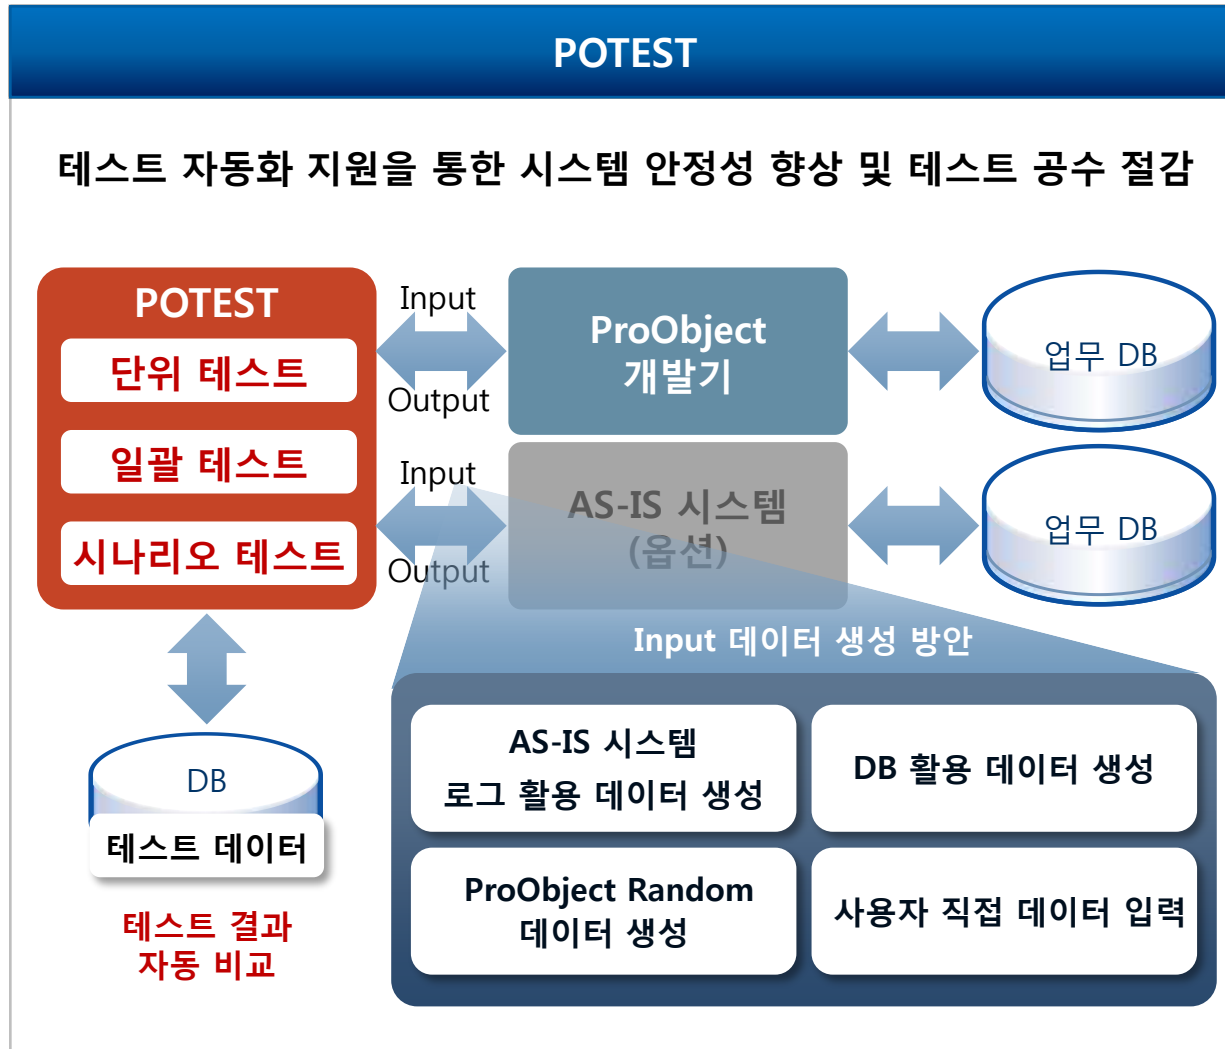 POTEST
테스트 자동화 지원을 통한 시스템 안정성 향상 및 테스트 공수 절감
POTEST
단위 테스트
일괄 테스트
시나리오 테스트
Input
Output
Input
Output
ProObject
개발기
AS-IS 시스템
(옵션)
업무 DB
업무 DB
Input 데이터 생성 방안
AS-IS 시스템
로그 활용 데이터 생성
DB 활용 데이터 생성
ProObject Random
데이터 생성
사용자 직접 데이터 입력
DB
테스트 데이터
테스트 결과
자동 비교